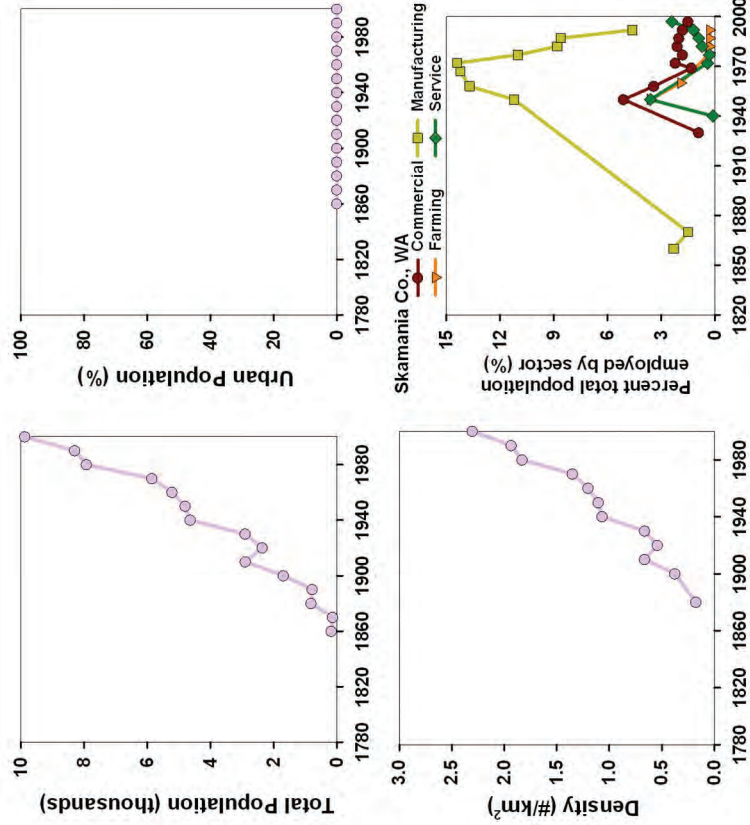 Total Population (thousands)
10
8
6
4
2
0
1780 1820 1860 1900 1940 1980
Urban Population (%)
100
80
60
40
20
0
1780 1820 1860 1900 1940 1980
Density (#/km²)
3.0
2.5
2.0
1.5
1.0
0.5
0.0
1780 1820 1860 1900 1940 1980
Skamania Co., WA
Commercial
Manufacturing
Farming
Service
Percent total population
employed by sector (%)
15
12
9
6
3
0
1820 1850 1880 1910 1940 1970 2000